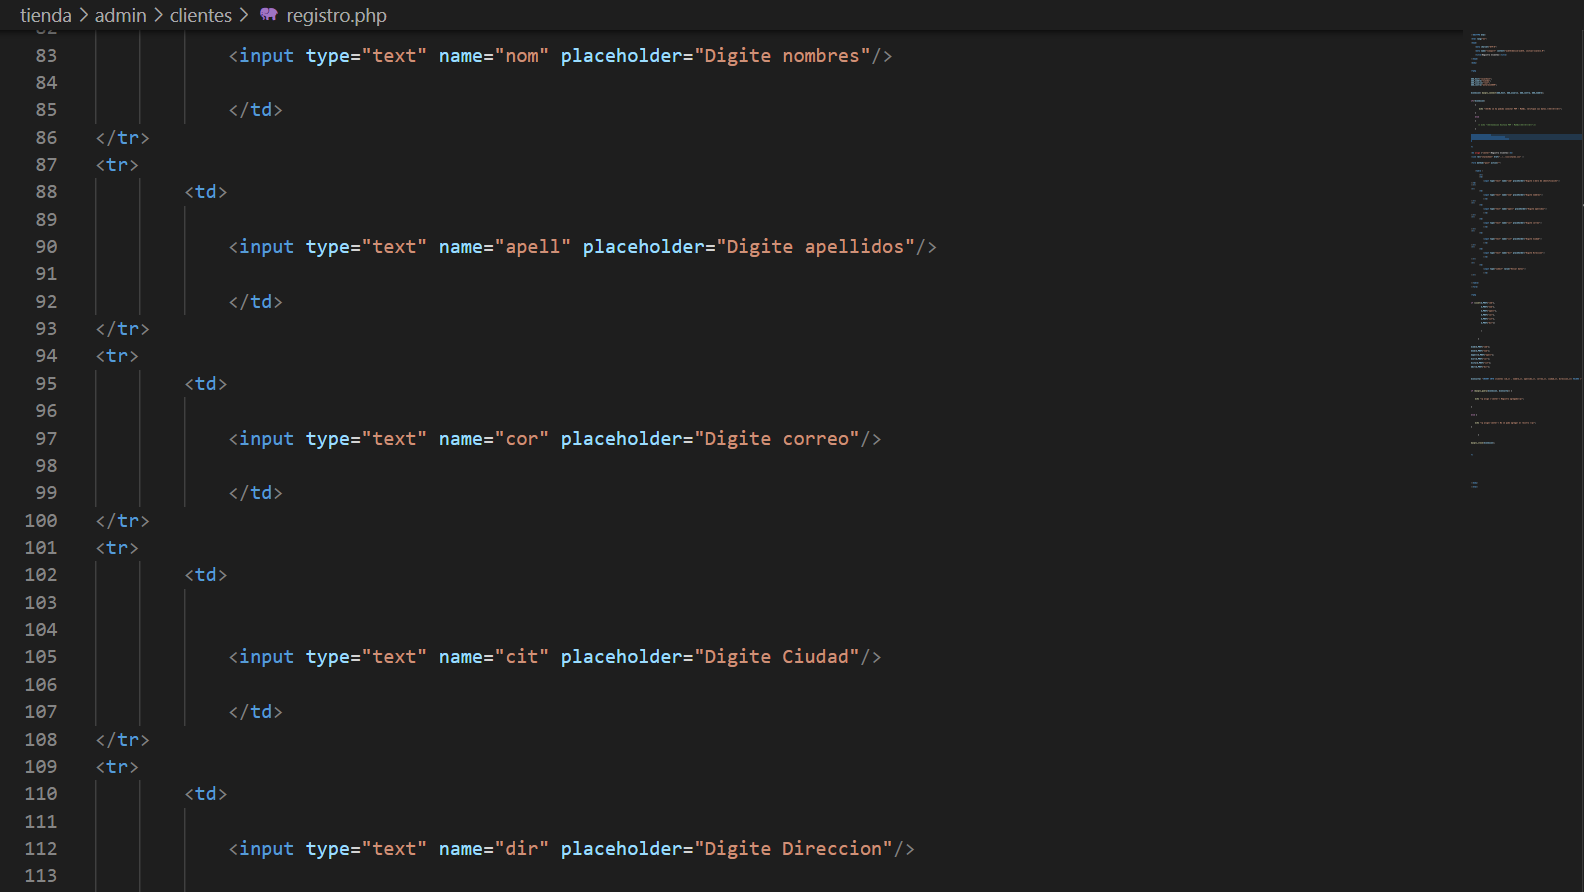 tienda > admin > clientes > registro.php
83 <input type="text" name="nom" placeholder="Digite nombres"/>
84
85 </td>
86 </tr>
87 <tr>
88 <td>
89
90 <input type="text" name="apell" placeholder="Digite apellidos"/>
91
92 </td>
93 </tr>
94 <tr>
95 <td>
96
97 <input type="text" name="cor" placeholder="Digite correo"/>
98
99 </td>
100 </tr>
101 <tr>
102 <td>
103
104
105 <input type="text" name="cit" placeholder="Digite Ciudad"/>
106
107 </td>
108 </tr>
109 <tr>
110 <td>
111
112 <input type="text" name="dir" placeholder="Digite Direccion"/>
113